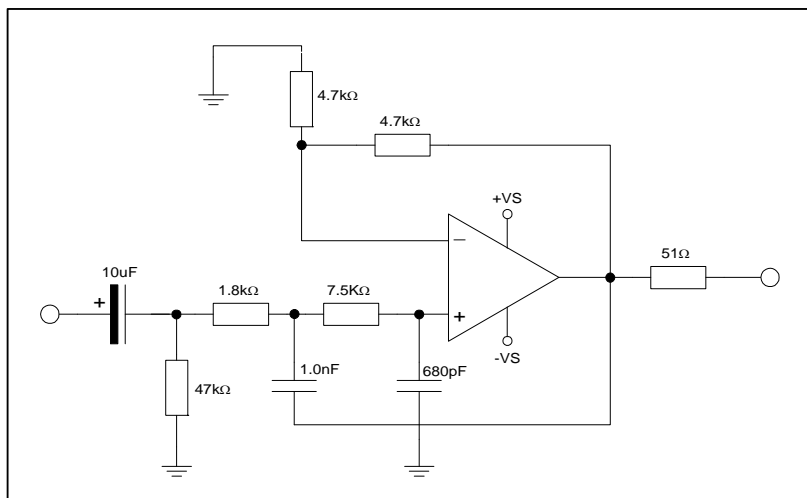 4.7kΩ
4.7kΩ
+VS
−
51Ω
10uF
+
1.8kΩ
7.5KΩ
+
-VS
1.0nF
680pF
47kΩ